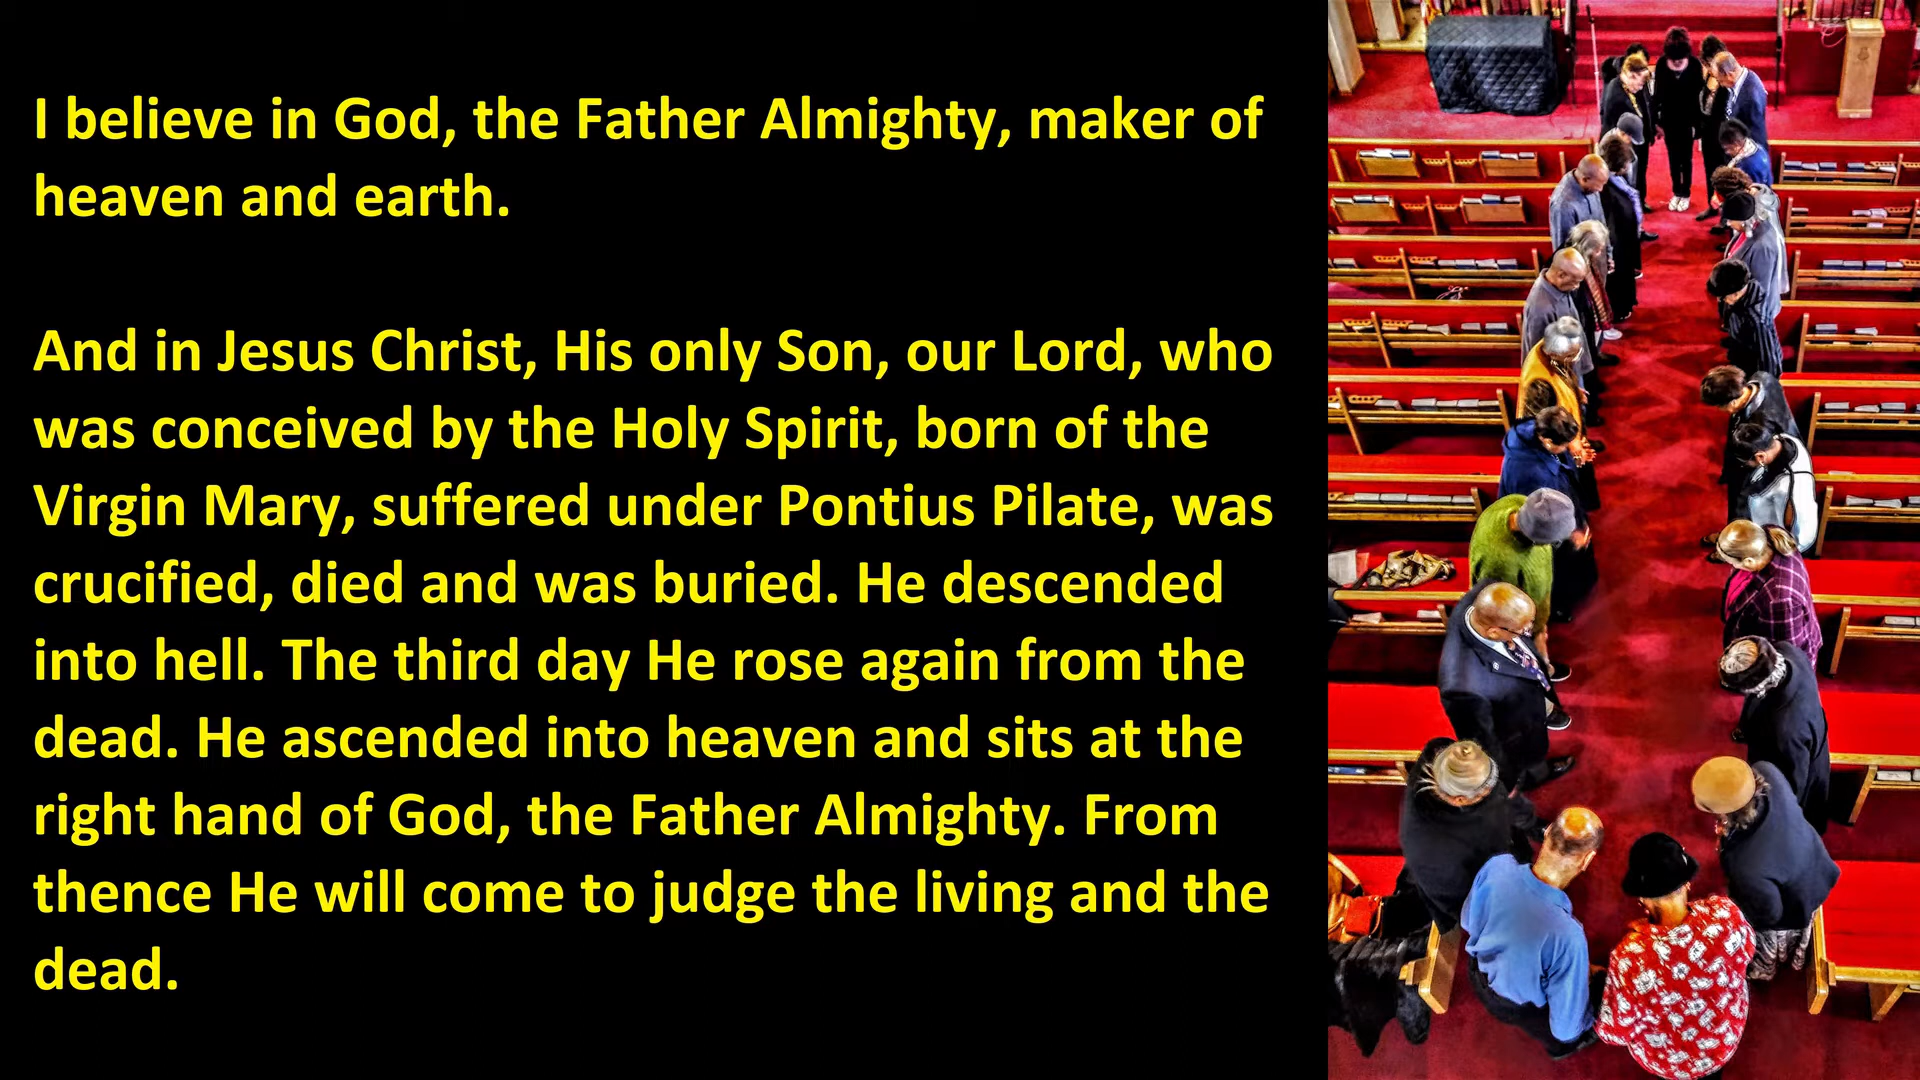 I believe in God, the Father Almighty, maker of
heaven and earth.
And in Jesus Christ, His only Son, our Lord, who
was conceived by the Holy Spirit, born of the
Virgin Mary, suffered under Pontius Pilate, was
crucified, died and was buried. He descended
into hell. The third day He rose again from the
dead. He ascended into heaven and sits at the
right hand of God, the Father Almighty. From
thence He will come to judge the living and the
dead.